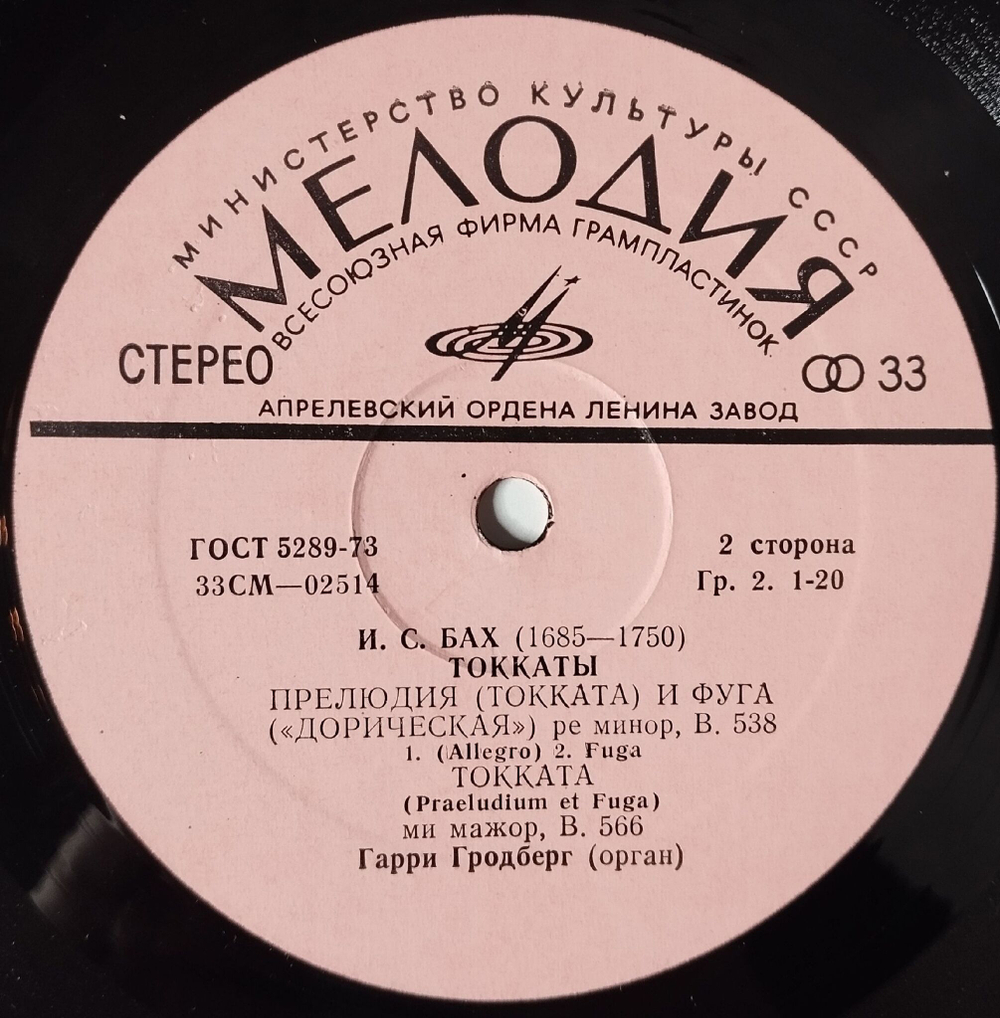 МИНИСТЕРСТВО КУЛЬТУРЫ СССР
МЕЛОДИЯ
ВСЕСОЮЗНАЯ ФИРМА ГРАМПЛАСТИНОК
СТЕРЕО
33
АПРЕЛЕВСКИЙ ОРДЕНА ЛЕНИНА ЗАВОД
ГОСТ 5289-73
2 сторона
33СМ—02514
Гр. 2. 1-20
И. С. БАХ (1685—1750)
ТОККАТЫ
ПРЕЛЮДИЯ (ТОККАТА) И ФУГА
(«ДОРИЧЕСКАЯ») ре минор, В. 538
1. (Allegro) 2. Fuga
ТОККАТА
(Praeludium et Fuga)
ми мажор, В. 566
Гарри Гродберг (орган)